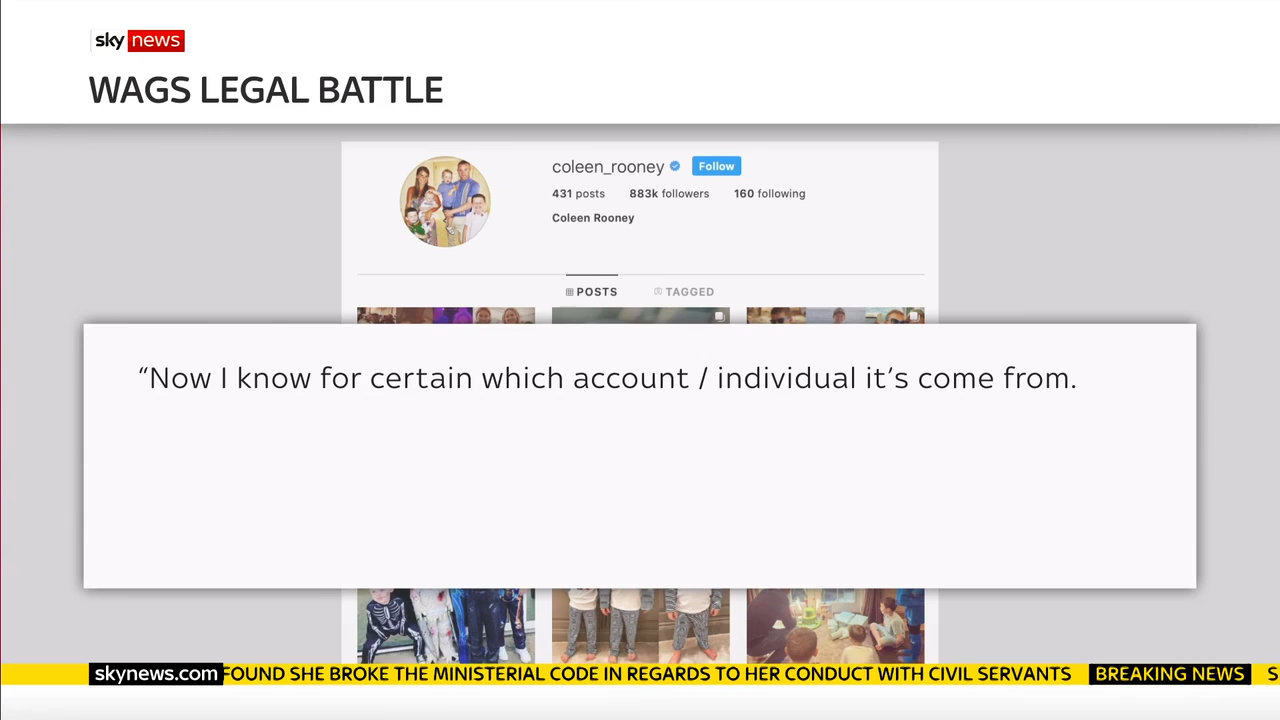 sky news
WAGS LEGAL BATTLE
coleen_rooney Follow
431 posts 883k followers 160 following
Coleen Rooney
POSTS TAGGED
“Now I know for certain which account / individual it’s come from.
skynews.com FOUND SHE BROKE THE MINISTERIAL CODE IN REGARDS TO HER CONDUCT WITH CIVIL SERVANTS BREAKING NEWS S